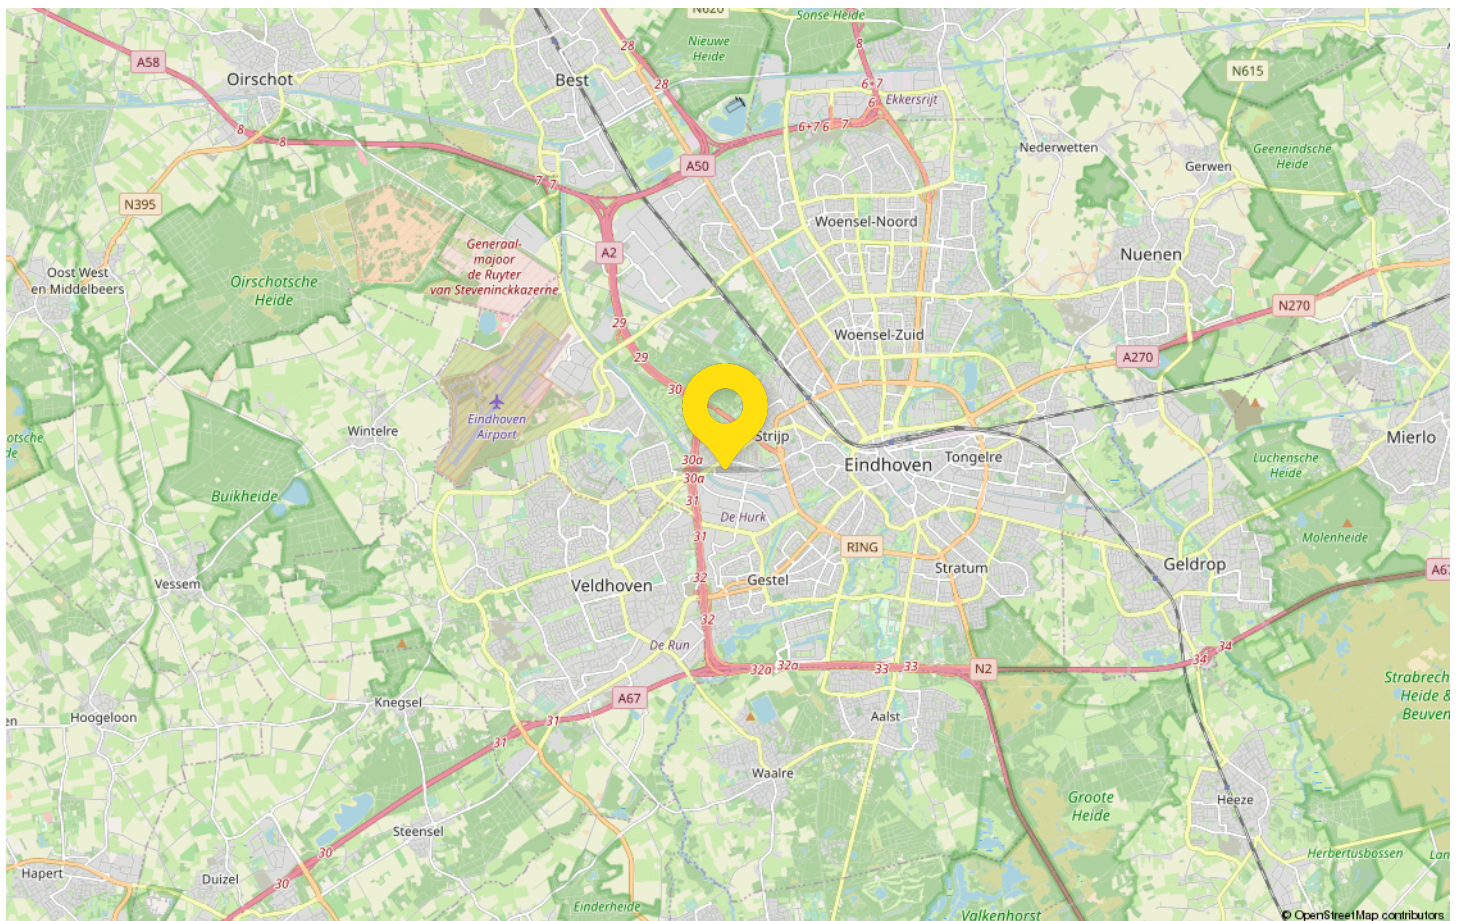 N620
Sonse Heide
28
8
Nieuwe
Heide
A58
Oirschot
Best
28
N615
6+7
6
Ekkersrijt
8
8
6+7 6
7
Nederwetten
Geeneindsche
Heide
Gerwen
A50
7
7
N395
Woensel-Noord
Generaal-
majoor
de Ruyter
van Steveninckkazerne
A2
Nuenen
Oost West
en Middelbeers
Oirschotsche
Heide
N270
29
Woensel-Zuid
29
A270
30
Eindhoven
Airport
Wintelre
Strijp
otsche
de
Mierlo
30a
Eindhoven
Tongelre
Luchensche
Heide
30a
Buikheide
31
De Hurk
31
Molenheide
RING
Vessem
32
Gestel
Veldhoven
Stratum
Geldrop
A67
32
De Run
32a
32a
33
33
N2
34
34
Strabrech
Heide &
Beuven
A67
Knegsel
en
Hoogeloon
31
31
Aalst
Waalre
Groote
Heide
Heeze
Steensel
30
Hapert
Duizel
30
Herbertusbossen
Lan
Einderheide
Valkenhorst
© OpenStreetMap contributors